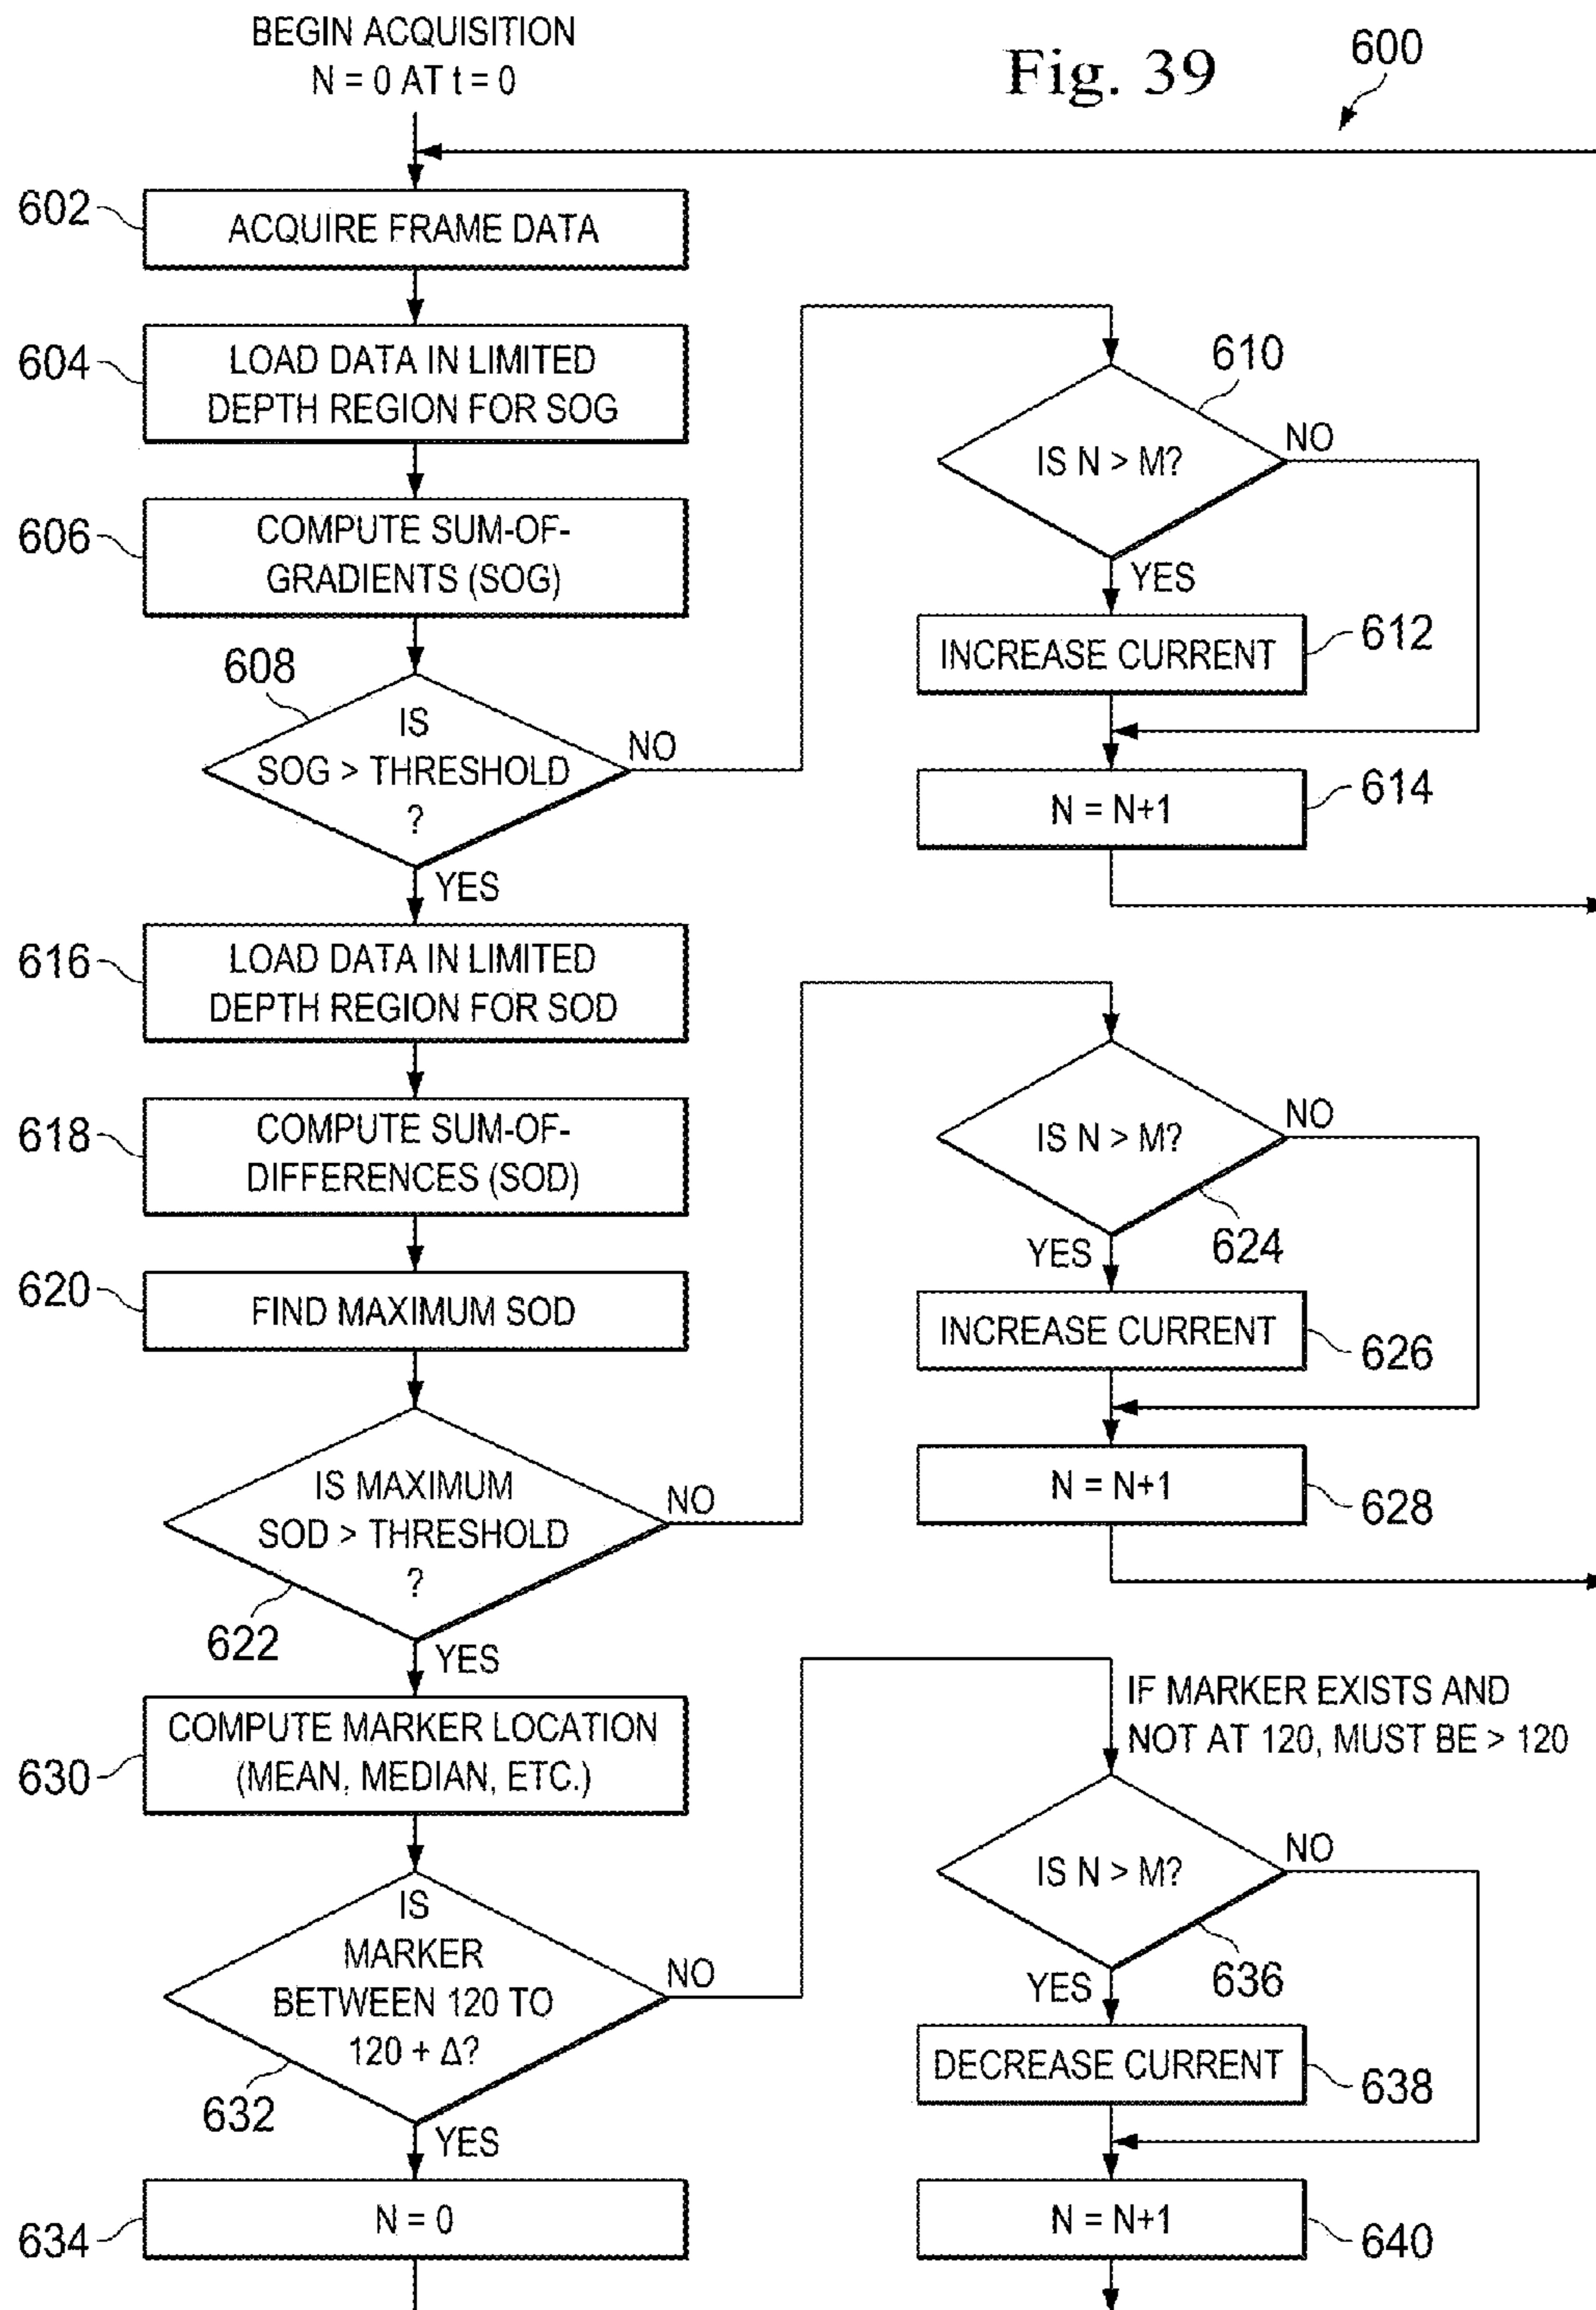 BEGIN ACQUISITION
N = 0 AT t = 0
Fig. 39
600
602
ACQUIRE FRAME DATA
604
LOAD DATA IN LIMITED
DEPTH REGION FOR SOG
606
COMPUTE SUM-OF-
GRADIENTS (SOG)
608
IS
SOG > THRESHOLD
?
NO
YES
610
IS N > M?
NO
YES
INCREASE CURRENT
612
N = N+1
614
616
LOAD DATA IN LIMITED
DEPTH REGION FOR SOD
618
COMPUTE SUM-OF-
DIFFERENCES (SOD)
620
FIND MAXIMUM SOD
IS MAXIMUM
SOD > THRESHOLD
?
622
NO
YES
IS N > M?
NO
624
YES
INCREASE CURRENT
626
N = N+1
628
630
COMPUTE MARKER LOCATION
(MEAN, MEDIAN, ETC.)
IS
MARKER
BETWEEN 120 TO
120 + Δ?
632
NO
YES
634
N = 0
IF MARKER EXISTS AND
NOT AT 120, MUST BE > 120
IS N > M?
NO
636
YES
DECREASE CURRENT
638
N = N+1
640